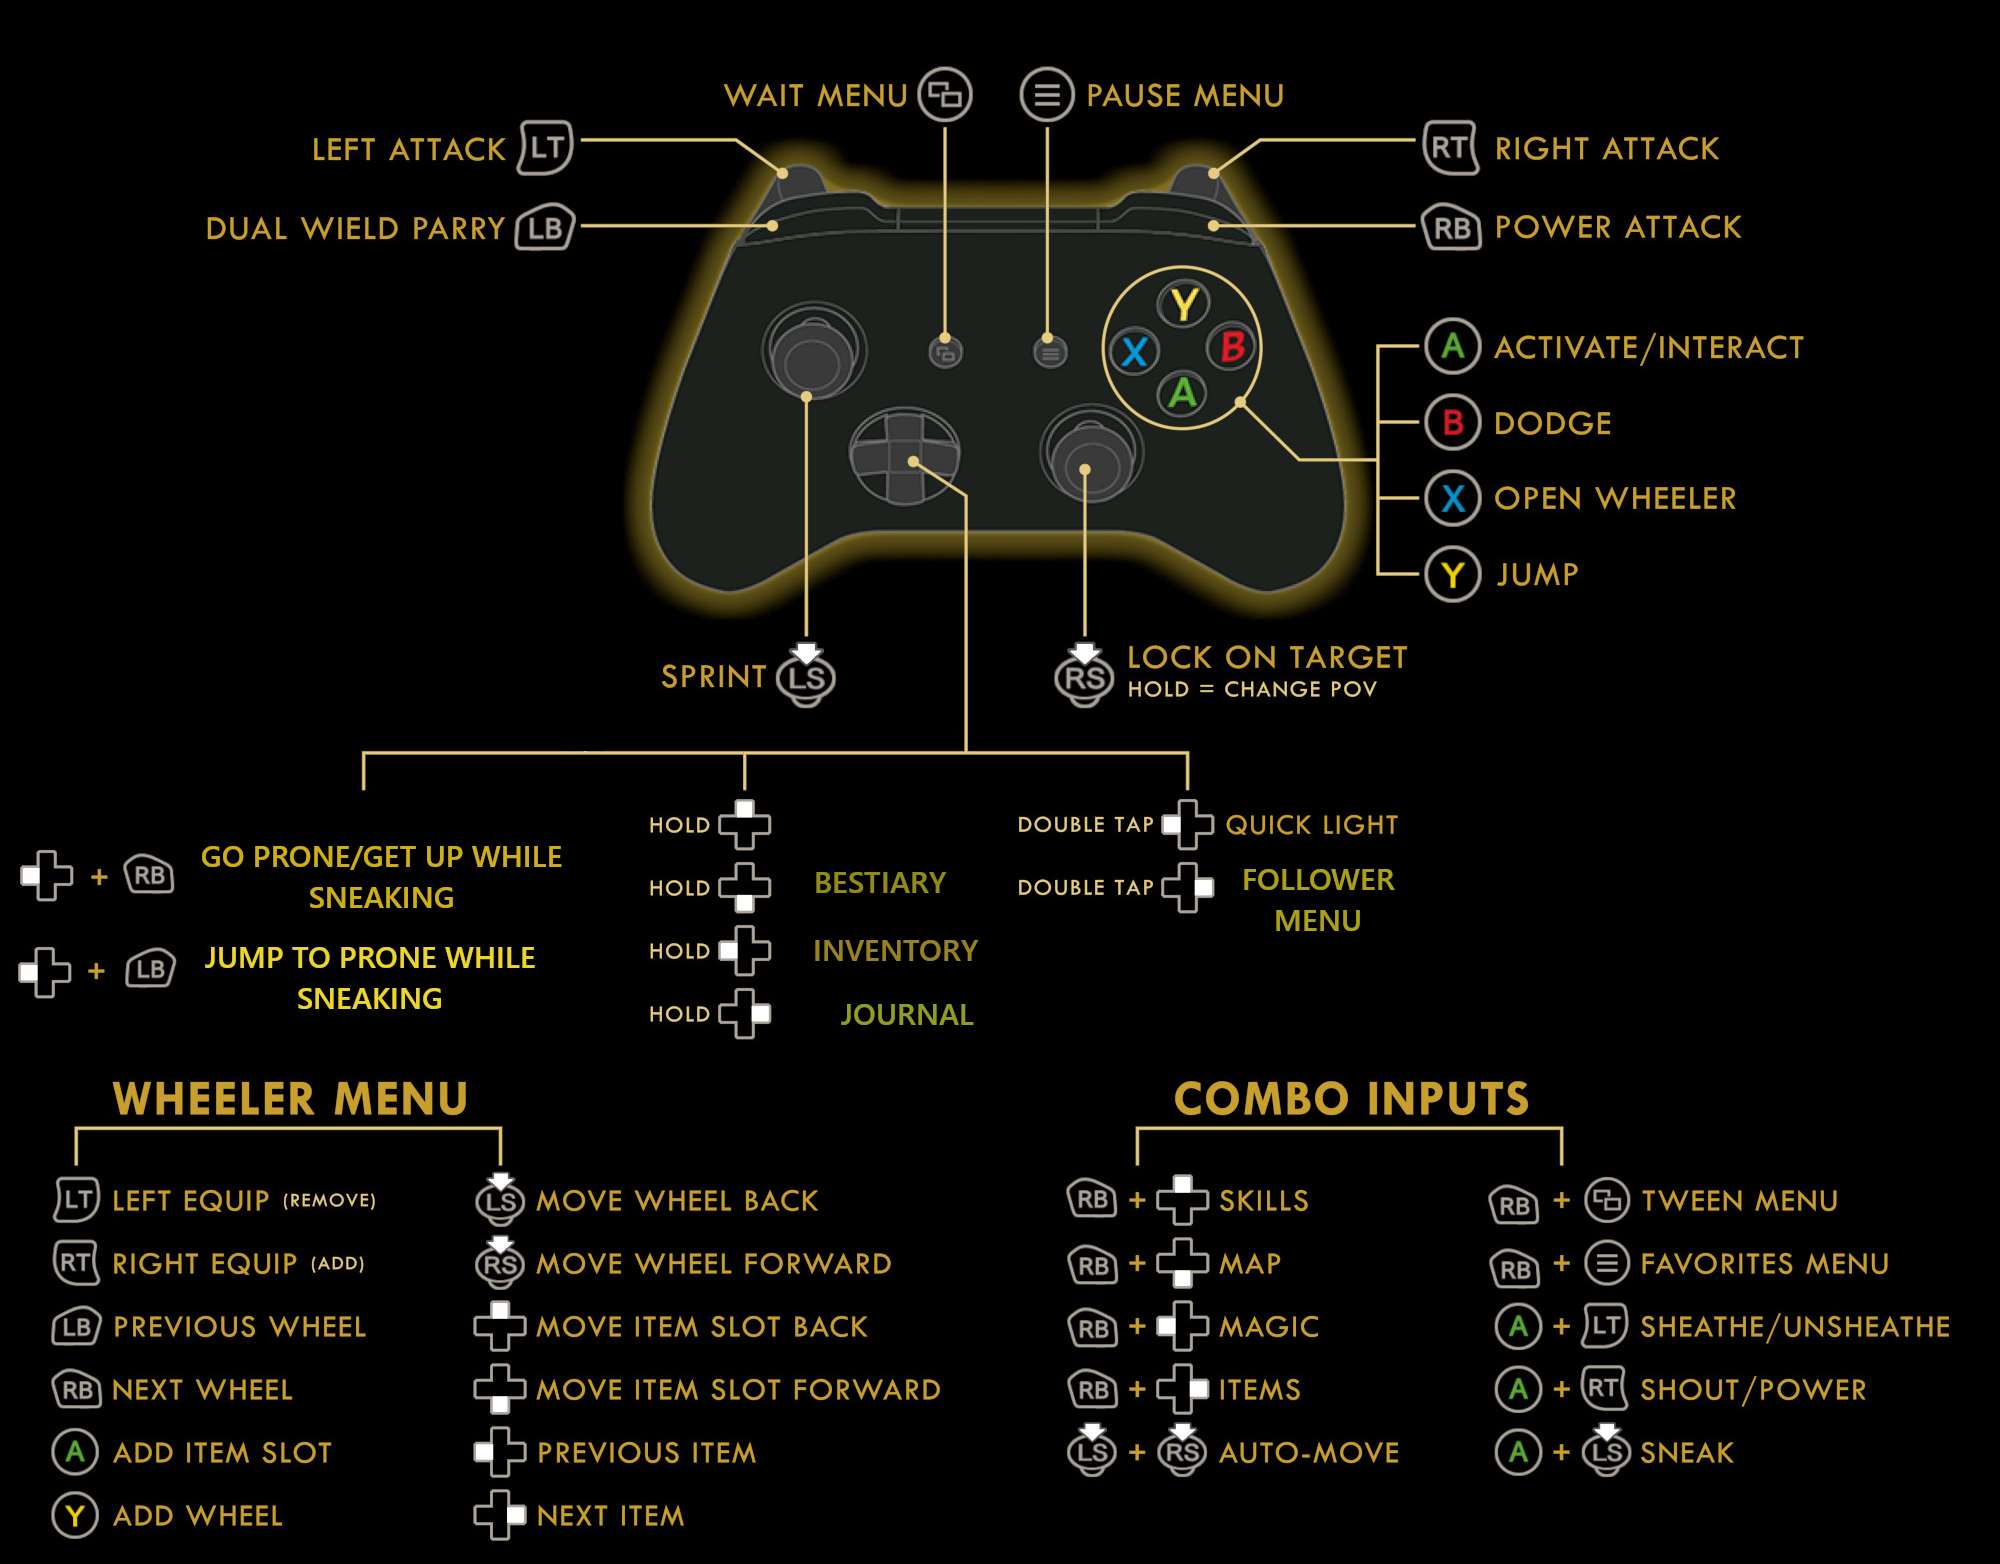 WAIT MENU
PAUSE MENU
LEFT ATTACK LT
RT RIGHT ATTACK
DUAL WIELD PARRY LB
RB POWER ATTACK
Y
X
B
A
A ACTIVATE/INTERACT
B DODGE
X OPEN WHEELER
Y JUMP
SPRINT LS
RS LOCK ON TARGET
HOLD = CHANGE POV
+ RB GO PRONE/GET UP WHILE
SNEAKING
+ LB JUMP TO PRONE WHILE
SNEAKING
HOLD
HOLD BESTIARY
HOLD INVENTORY
HOLD JOURNAL
DOUBLE TAP QUICK LIGHT
DOUBLE TAP FOLLOWER
MENU
WHEELER MENU
LT LEFT EQUIP (REMOVE)
RT RIGHT EQUIP (ADD)
LB PREVIOUS WHEEL
RB NEXT WHEEL
A ADD ITEM SLOT
Y ADD WHEEL
LS MOVE WHEEL BACK
RS MOVE WHEEL FORWARD
MOVE ITEM SLOT BACK
MOVE ITEM SLOT FORWARD
PREVIOUS ITEM
NEXT ITEM
COMBO INPUTS
RB + SKILLS
RB + MAP
RB + MAGIC
RB + ITEMS
LS + RS AUTO-MOVE
RB + TWEEN MENU
RB + FAVORITES MENU
A + LT SHEATHE/UNSHEATHE
A + RT SHOUT/POWER
A + LS SNEAK